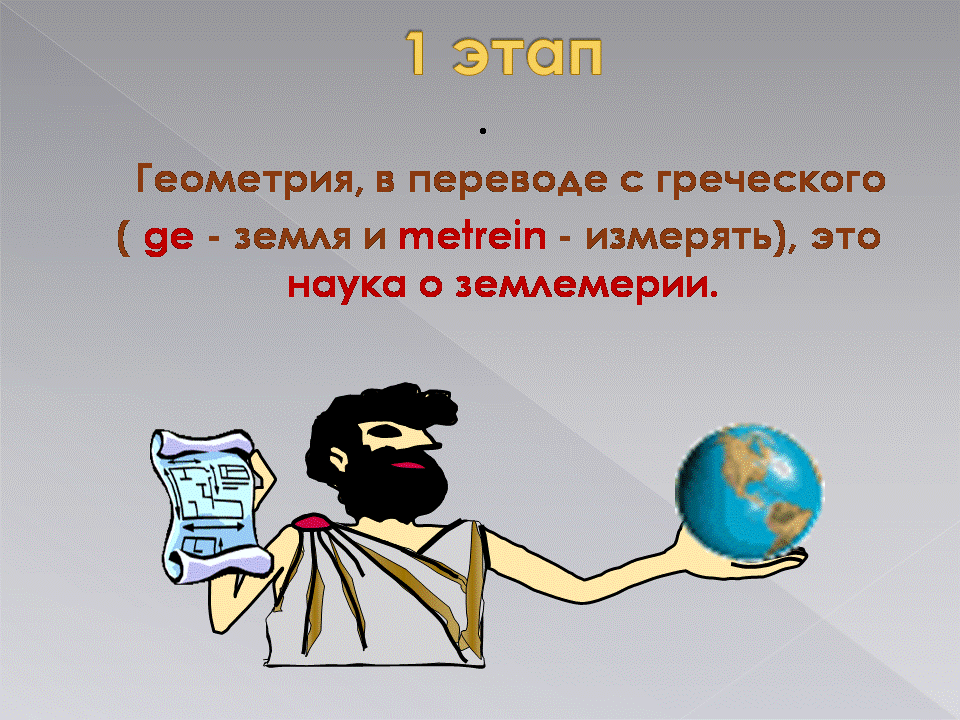 1 этап
.
Геометрия, в переводе с греческого
( ge - земля и metrein - измерять), это
наука о землемерии.